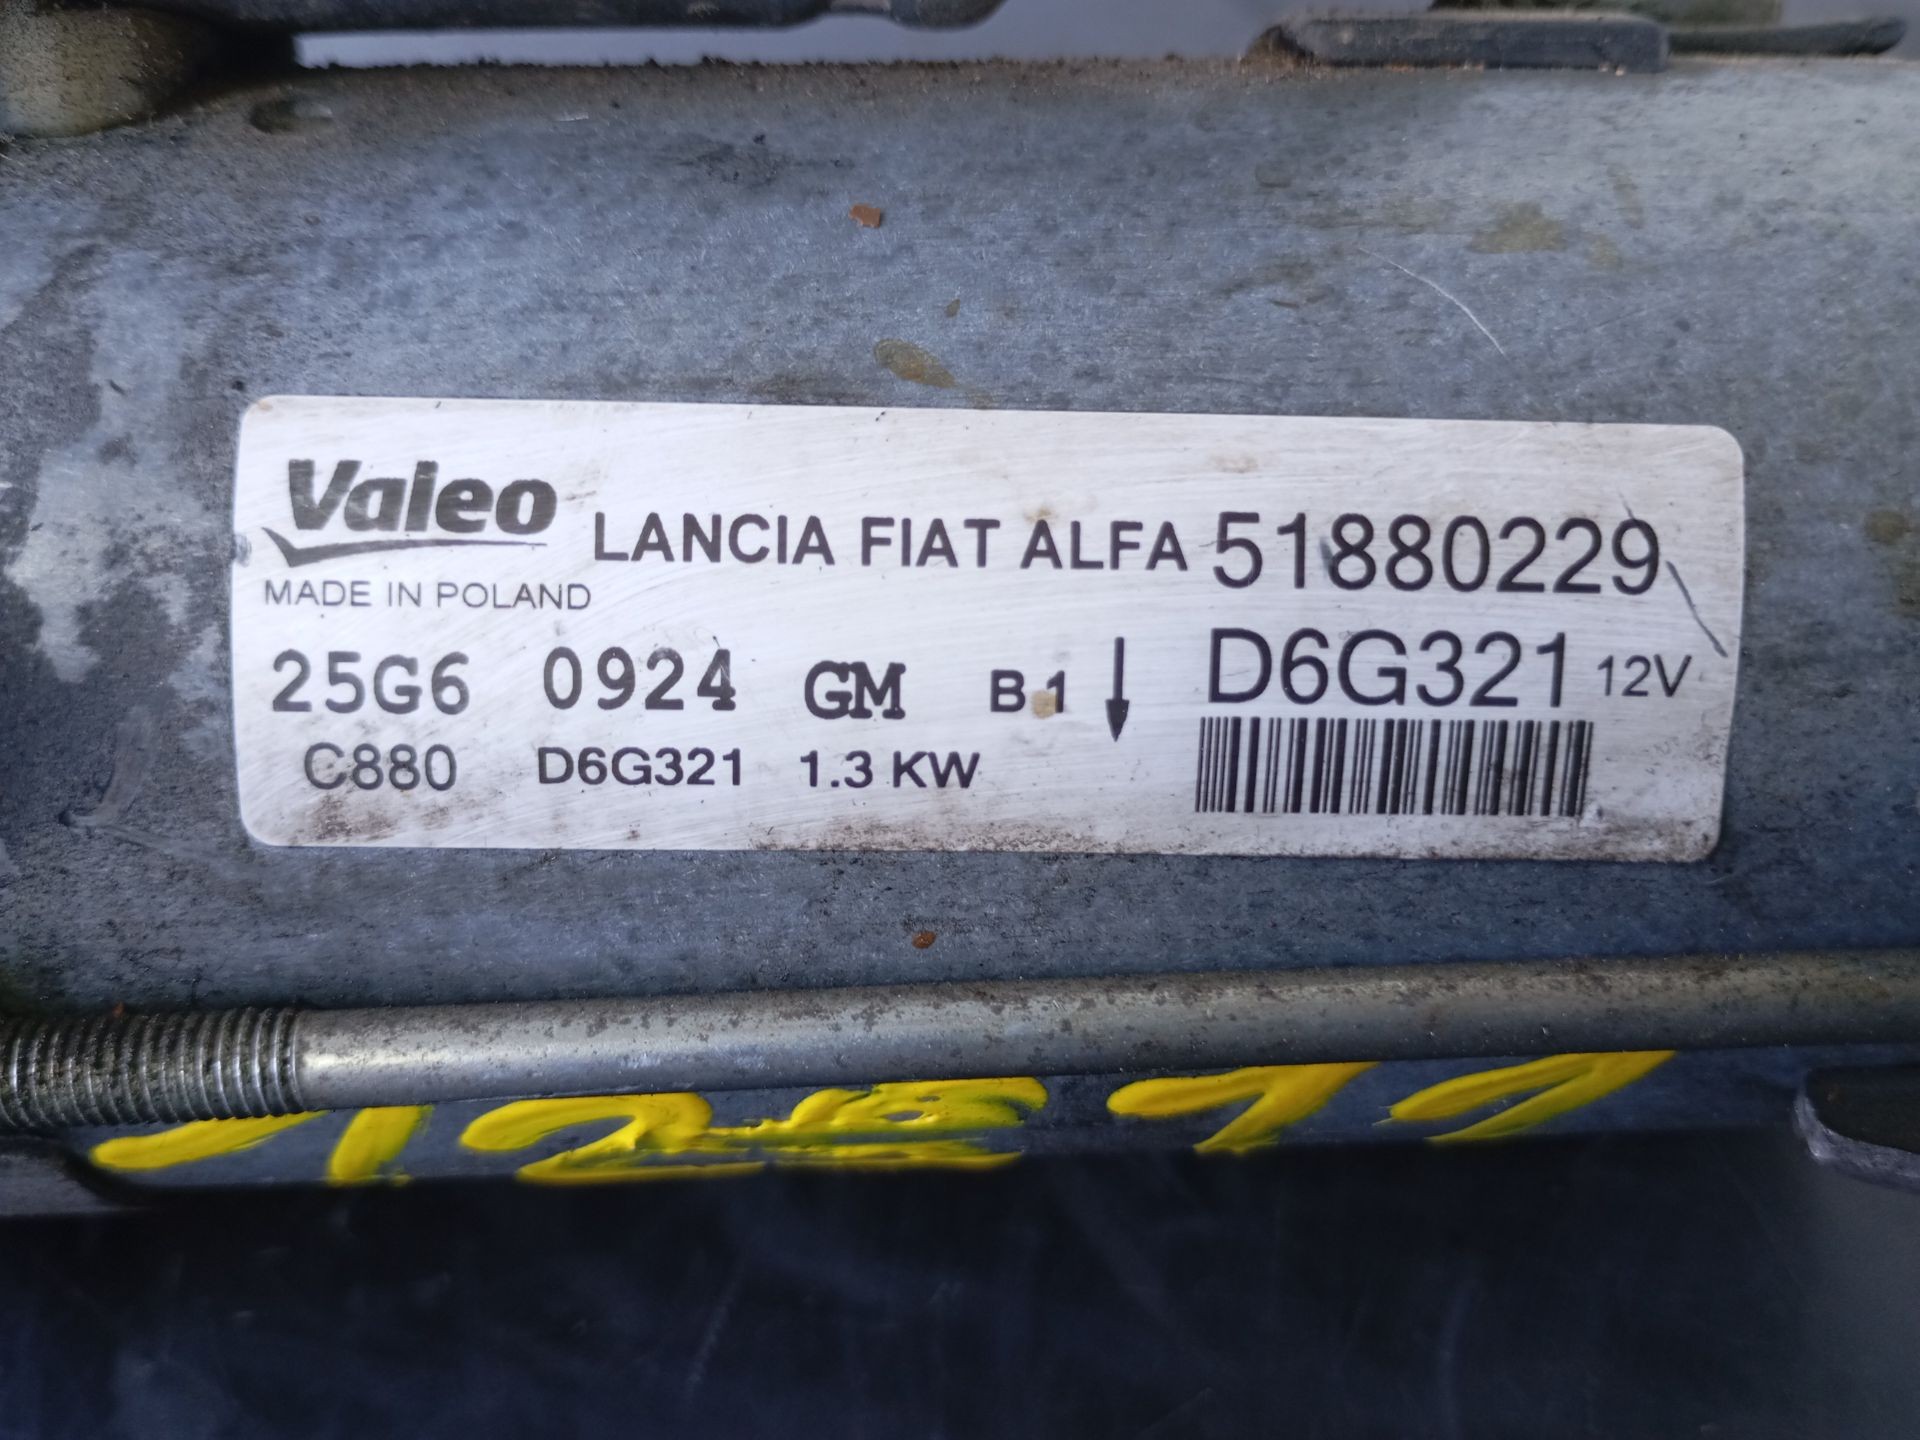 Valeo LANCIA FIAT ALFA 51880229
MADE IN POLAND
25G6 0924 GM B1 D6G321 12V
C880 D6G321 1.3 KW